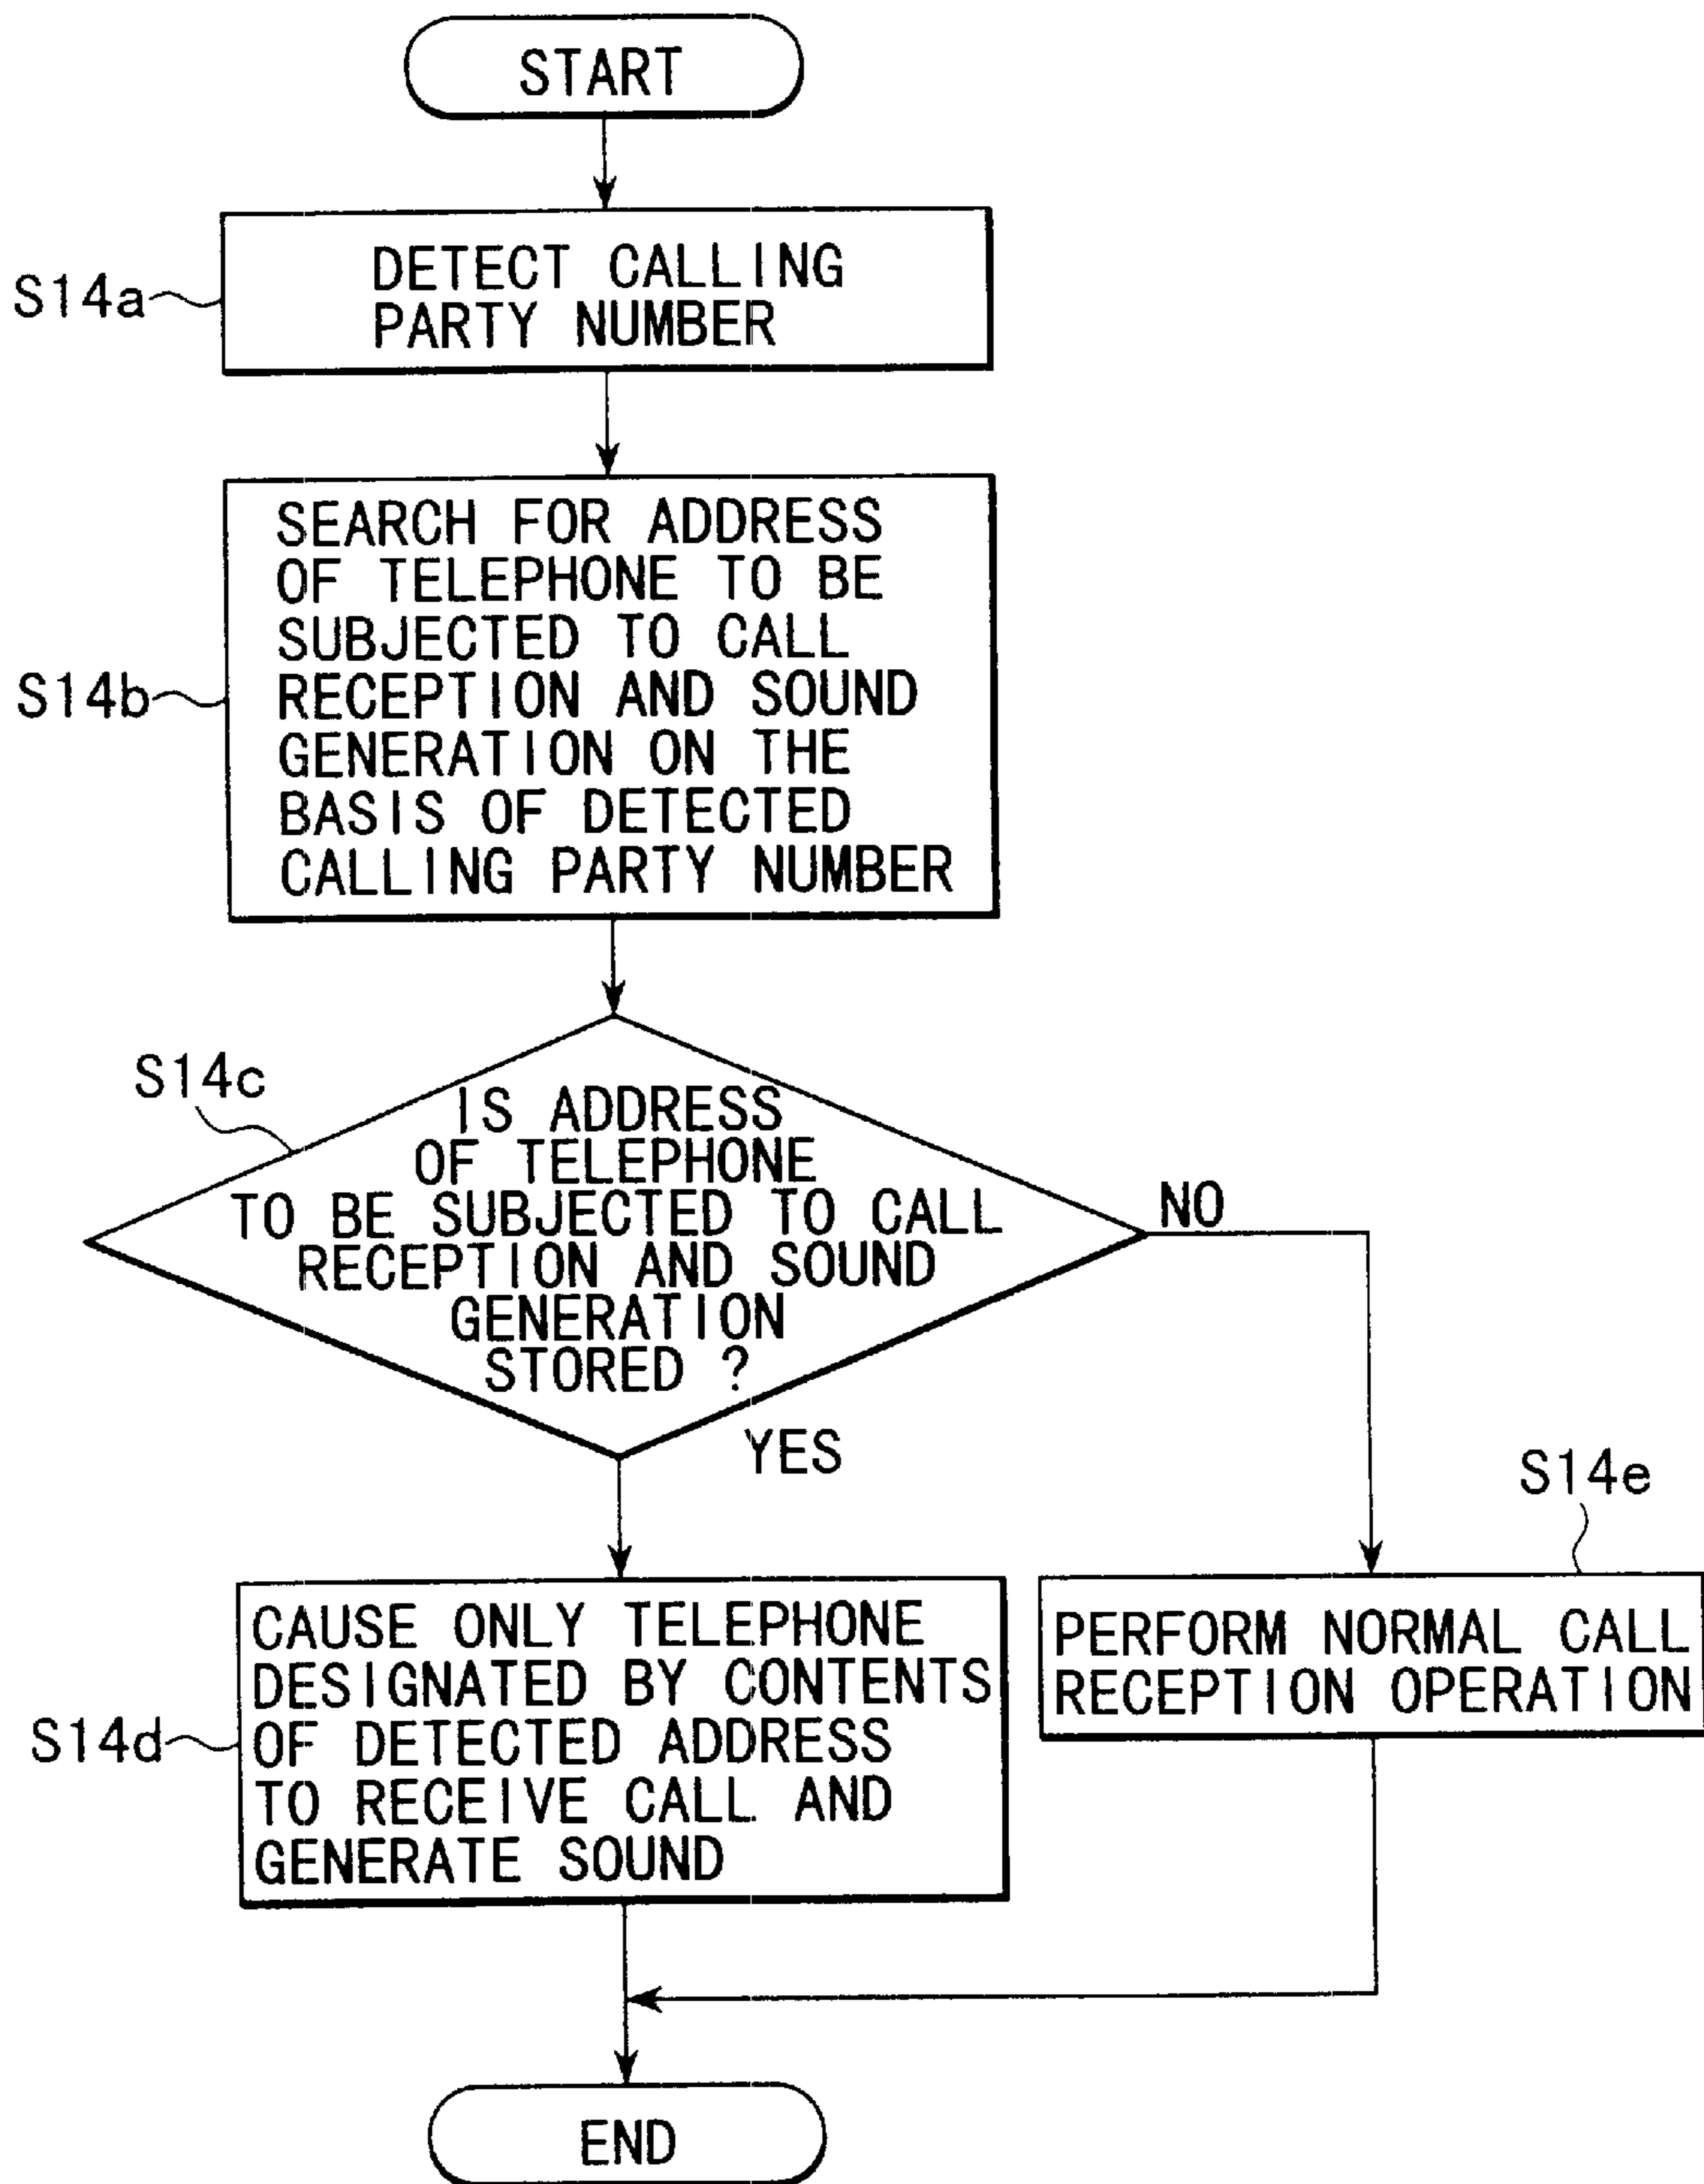 START
S14a
DETECT CALLING
PARTY NUMBER
S14b
SEARCH FOR ADDRESS
OF TELEPHONE TO BE
SUBJECTED TO CALL
RECEPTION AND SOUND
GENERATION ON THE
BASIS OF DETECTED
CALLING PARTY NUMBER
S14c
IS ADDRESS
OF TELEPHONE
TO BE SUBJECTED TO CALL
RECEPTION AND SOUND
GENERATION
STORED ?
NO
YES
S14d
CAUSE ONLY TELEPHONE
DESIGNATED BY CONTENTS
OF DETECTED ADDRESS
TO RECEIVE CALL AND
GENERATE SOUND
S14e
PERFORM NORMAL CALL
RECEPTION OPERATION
END